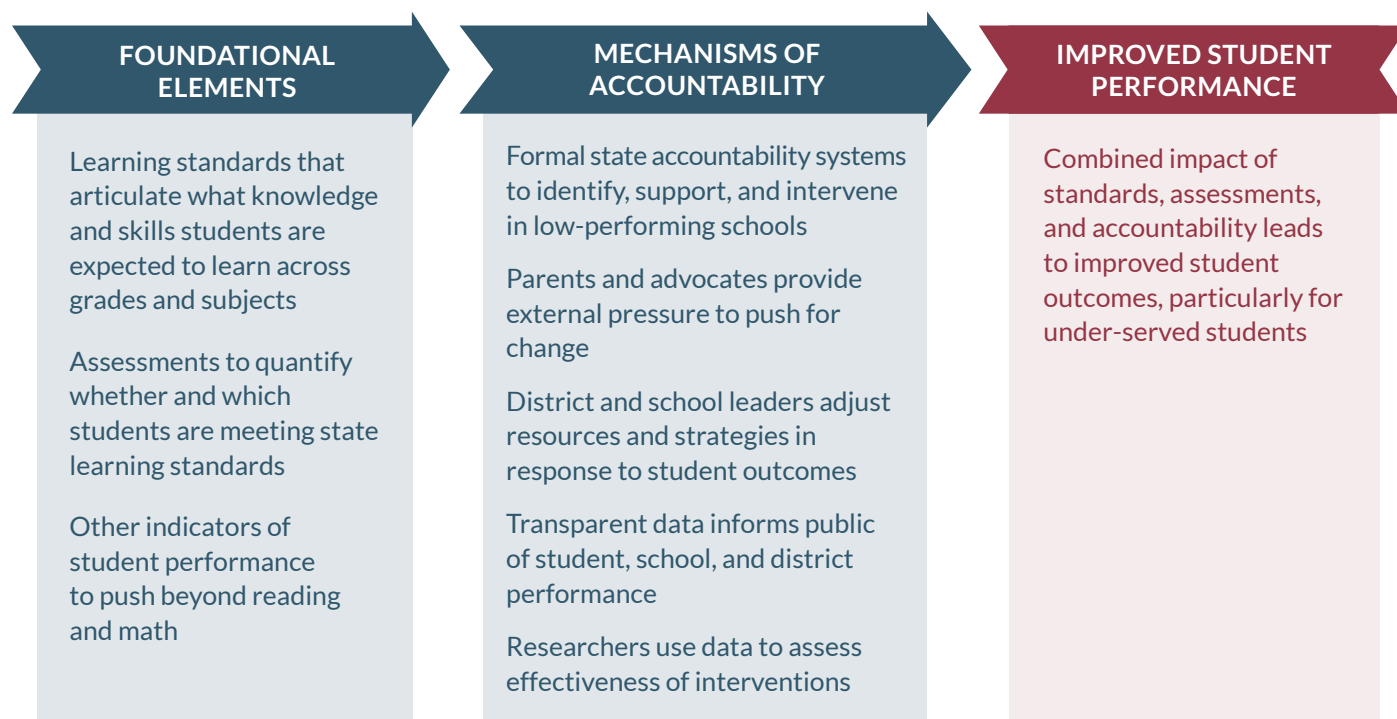 FOUNDATIONAL
ELEMENTS
Learning standards that
articulate what knowledge
and skills students are
expected to learn across
grades and subjects
Assessments to quantify
whether and which
students are meeting state
learning standards
Other indicators of
student performance
to push beyond reading
and math
MECHANISMS OF
ACCOUNTABILITY
Formal state accountability systems
to identify, support, and intervene
in low-performing schools
Parents and advocates provide
external pressure to push for
change
District and school leaders adjust
resources and strategies in
response to student outcomes
Transparent data informs public
of student, school, and district
performance
Researchers use data to assess
effectiveness of interventions
IMPROVED STUDENT
PERFORMANCE
Combined impact of
standards, assessments,
and accountability leads
to improved student
outcomes, particularly for
under-served students